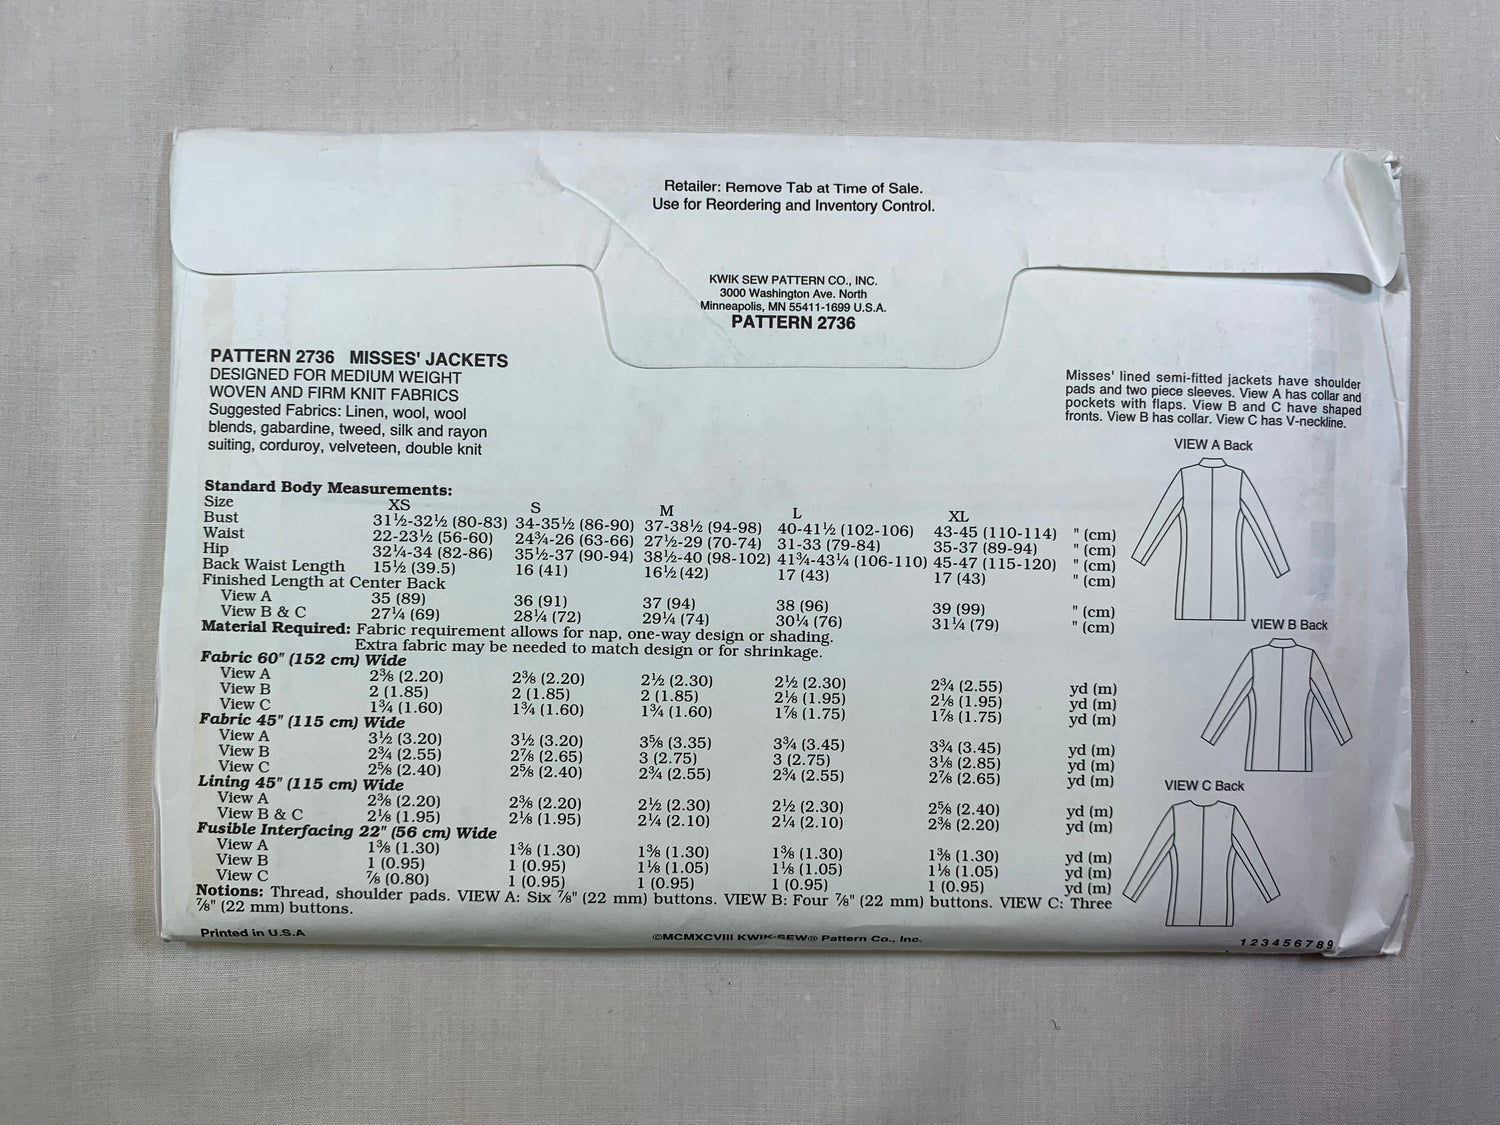 Retailer: Remove Tab at Time of Sale.
Use for Reordering and Inventory Control.
KWIK SEW PATTERN CO., INC.
3000 Washington Ave. North
Minneapolis, MN 55411-1699 U.S.A.
PATTERN 2736
PATTERN 2736 MISSES' JACKETS
DESIGNED FOR MEDIUM WEIGHT
WOVEN AND FIRM KNIT FABRICS
Suggested Fabrics: Linen, wool, wool
blends, gabardine, tweed, silk and rayon
suiting, corduroy, velveteen, double knit
Misses' lined semi-fitted jackets have shoulder
pads and two piece sleeves. View A has collar and
pockets with flaps. View B and C have shaped
fronts. View B has collar. View C has V-neckline.
VIEW A Back
VIEW B Back
VIEW C Back
Standard Body Measurements:
Size XS S M L XL
Bust 31½-32½ (80-83) 34-35½ (86-90) 37-38½ (94-98) 40-41½ (102-106) 43-45 (110-114) " (cm)
Waist 22-23½ (56-60) 24¾-26 (63-66) 27½-29 (70-74) 31-33 (79-84) 35-37 (89-94) " (cm)
Hip 32¼-34 (82-86) 35½-37 (90-94) 38½-40 (98-102) 41¾-43¼ (106-110) 45-47 (115-120) " (cm)
Back Waist Length 15½ (39.5) 16 (41) 16½ (42) 17 (43) 17 (43) " (cm)
Finished Length at Center Back
View A 35 (89) 36 (91) 37 (94) 38 (96) 39 (99) " (cm)
View B & C 27¼ (69) 28¼ (72) 29¼ (74) 30¼ (76) 31¼ (79) " (cm)
Material Required: Fabric requirement allows for nap, one-way design or shading.
Extra fabric may be needed to match design or for shrinkage.
Fabric 60" (152 cm) Wide
View A 2⅜ (2.20) 2⅜ (2.20) 2½ (2.30) 2½ (2.30) 2¾ (2.55) yd (m)
View B 2 (1.85) 2 (1.85) 2 (1.85) 2⅛ (1.95) 2⅛ (1.95) yd (m)
View C 1¾ (1.60) 1¾ (1.60) 1¾ (1.60) 1⅞ (1.75) 1⅞ (1.75) yd (m)
Fabric 45" (115 cm) Wide
View A 3½ (3.20) 3½ (3.20) 3⅝ (3.35) 3¾ (3.45) 3¾ (3.45) yd (m)
View B 2¾ (2.55) 2⅞ (2.65) 3 (2.75) 3 (2.75) 3⅛ (2.85) yd (m)
View C 2⅝ (2.40) 2⅝ (2.40) 2¾ (2.55) 2¾ (2.55) 2⅞ (2.65) yd (m)
Lining 45" (115 cm) Wide
View A 2⅜ (2.20) 2⅜ (2.20) 2½ (2.30) 2½ (2.30) 2⅝ (2.40) yd (m)
View B & C 2⅛ (1.95) 2⅛ (1.95) 2¼ (2.10) 2¼ (2.10) 2⅜ (2.20) yd (m)
Fusible Interfacing 22" (56 cm) Wide
View A 1⅜ (1.30) 1⅜ (1.30) 1⅜ (1.30) 1⅜ (1.30) 1⅜ (1.30) yd (m)
View B 1 (0.95) 1 (0.95) 1⅛ (1.05) 1⅛ (1.05) 1⅛ (1.05) yd (m)
View C ⅞ (0.80) 1 (0.95) 1 (0.95) 1 (0.95) 1 (0.95) yd (m)
Notions: Thread, shoulder pads. VIEW A: Six ⅞" (22 mm) buttons. VIEW B: Four ⅞" (22 mm) buttons. VIEW C: Three
⅞" (22 mm) buttons.
Printed in U.S.A
©MCMXCVIII KWIK-SEW® Pattern Co., Inc.
1 2 3 4 5 6 7 8 9